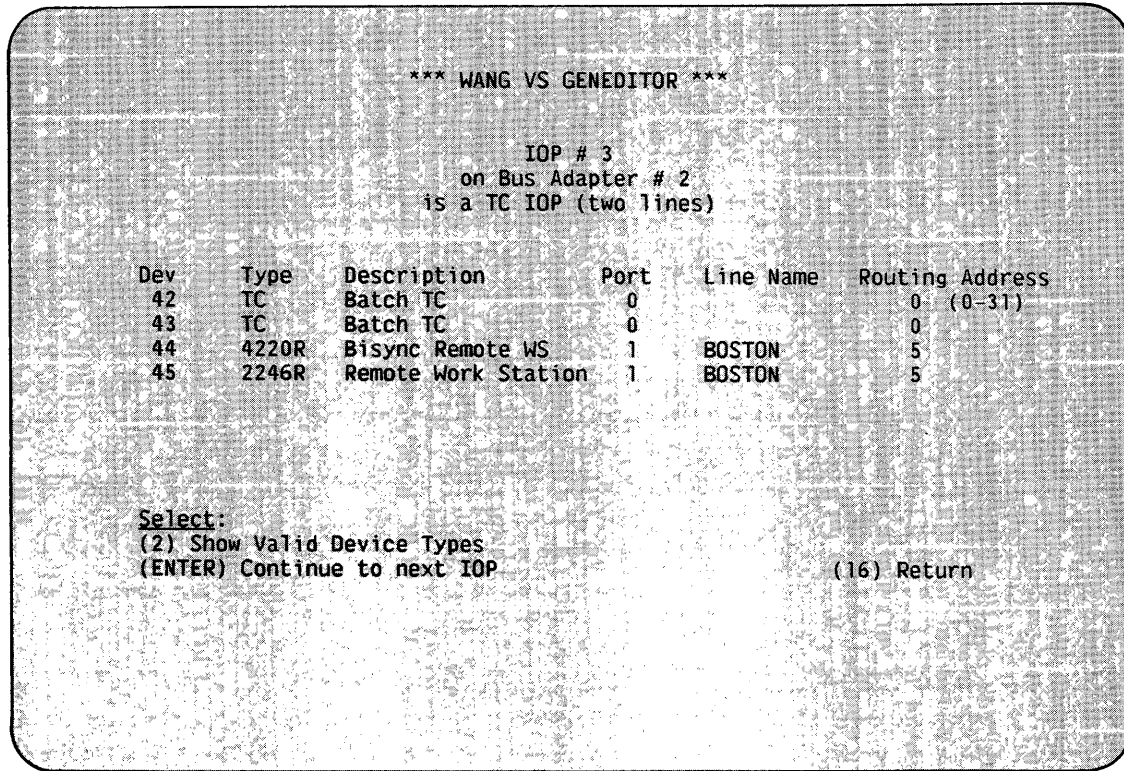 *** WANG VS GENEDITOR ***
IOP # 3
on Bus Adapter # 2
is a TC IOP (two lines)
Dev Type Description Port Line Name Routing Address
42 TC Batch TC 0 0 (0-31)
43 TC Batch TC 0 0
44 4220R Bisync Remote WS 1 BOSTON 5
45 2246R Remote Work Station 1 BOSTON 5
Select:
(2) Show Valid Device Types
(ENTER) Continue to next IOP (16) Return